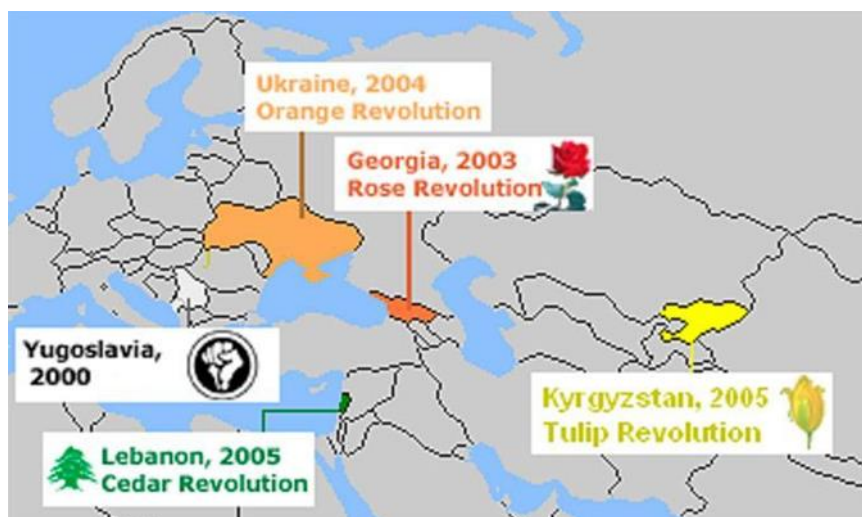 Ukraine, 2004
Orange Revolution
Georgia, 2003
Rose Revolution
Yugoslavia,
2000
Kyrgyzstan, 2005
Tulip Revolution
Lebanon, 2005
Cedar Revolution